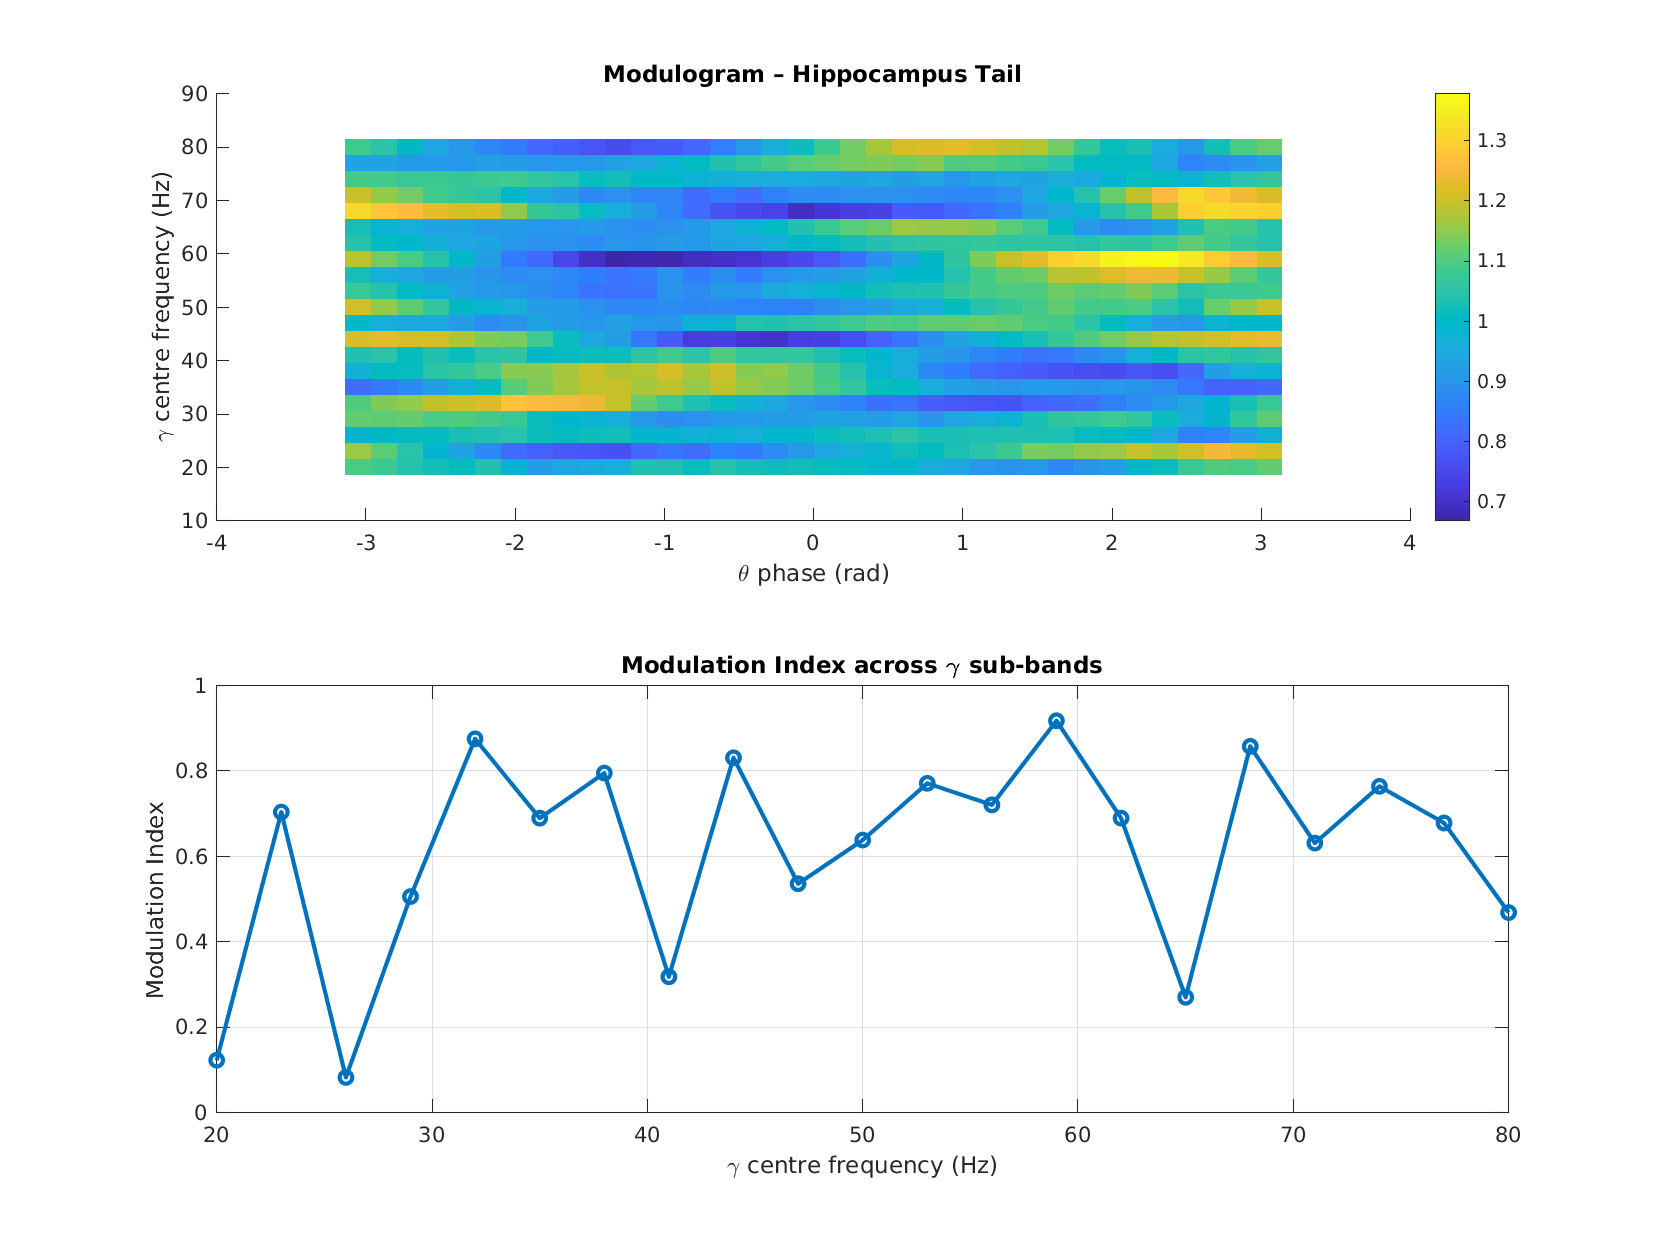 Modulogram – Hippocampus Tail
γ centre frequency (Hz)
90
80
70
60
50
40
30
20
10
-4 -3 -2 -1 0 1 2 3 4
θ phase (rad)
1.3
1.2
1.1
1
0.9
0.8
0.7
Modulation Index across γ sub-bands
Modulation Index
1
0.8
0.6
0.4
0.2
0
20 30 40 50 60 70 80
γ centre frequency (Hz)